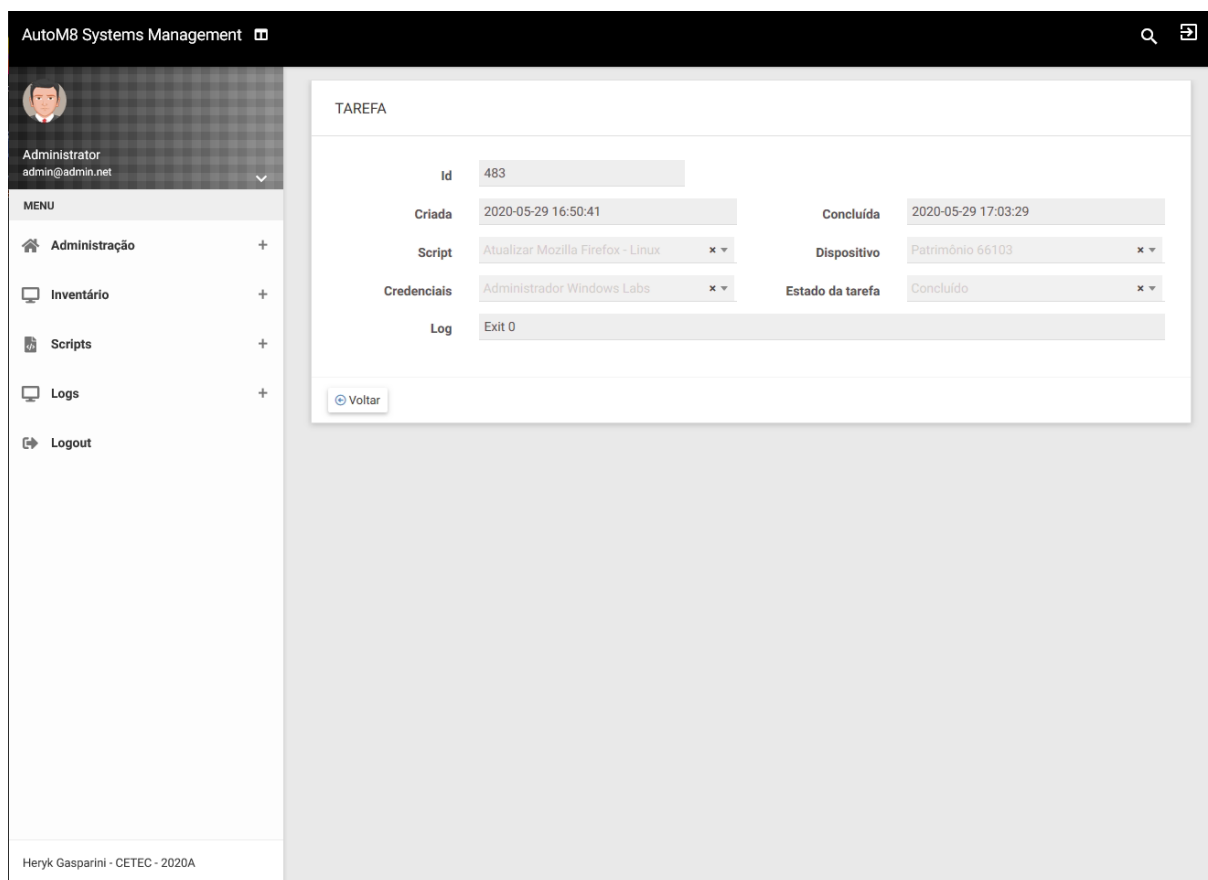 AutoM8 Systems Management
Administrator
admin@admin.net
MENU
Administração +
Inventário +
Scripts +
Logs +
Logout
Heryk Gasparini - CETEC - 2020A
TAREFA
Id 483
Criada 2020-05-29 16:50:41 Concluída 2020-05-29 17:03:29
Script Atualizar Mozilla Firefox - Linux × Dispositivo Patrimônio 66103 ×
Credenciais Administrador Windows Labs × Estado da tarefa Concluído ×
Log Exit 0
Voltar